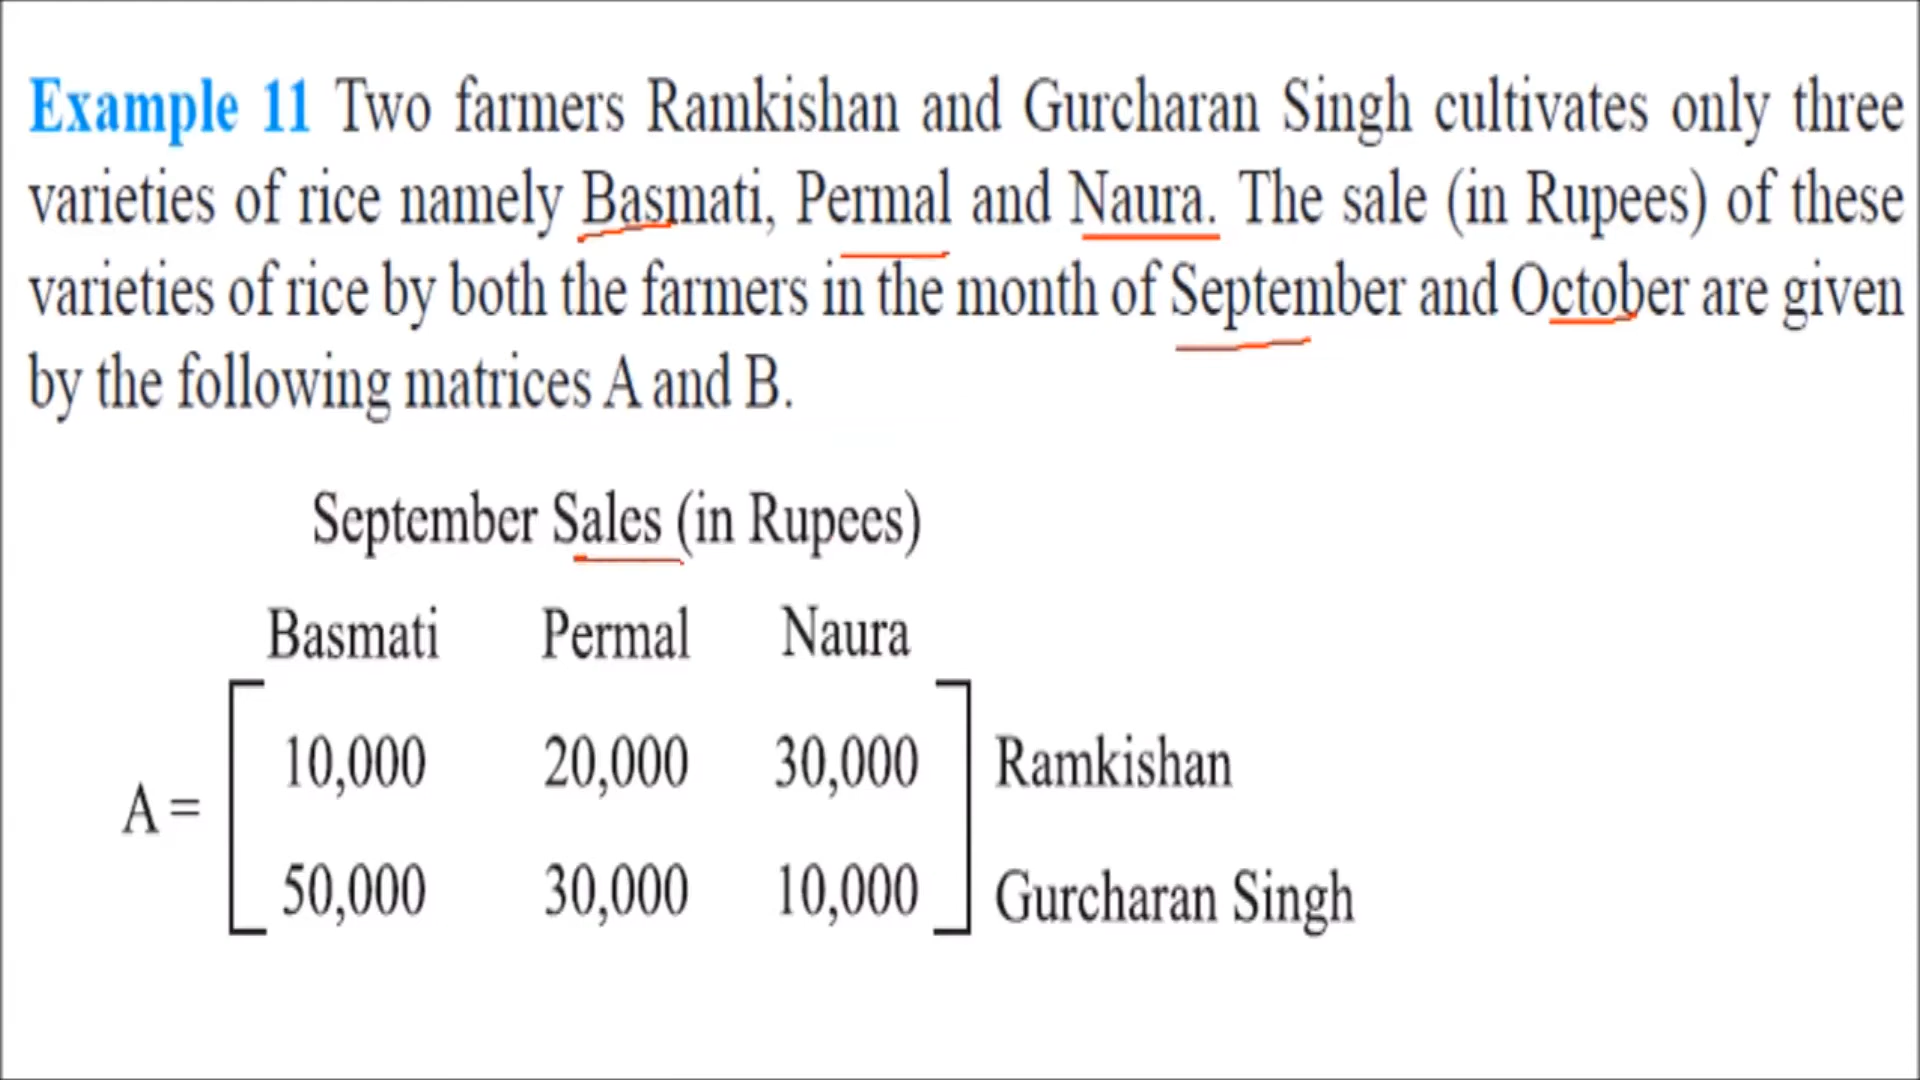 Example 11 Two farmers Ramkishan and Gurcharan Singh cultivates only three
varieties of rice namely Basmati, Permal and Naura. The sale (in Rupees) of these
varieties of rice by both the farmers in the month of September and October are given
by the following matrices A and B.
September Sales (in Rupees)
Basmati Permal Naura
10,000 20,000 30,000 Ramkishan
A =
50,000 30,000 10,000 Gurcharan Singh